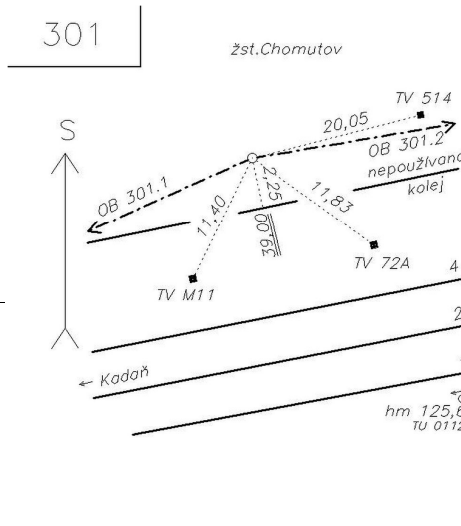 301
žst.Chomutov
TV 514
20,05
S
OB 301.2
nepoužívaná
kolej
OB 301.1
2,25
11,40
11,83
39,00
TV 72A
TV M11
4
2
← Kadaň
hm 125,6
TU 0112